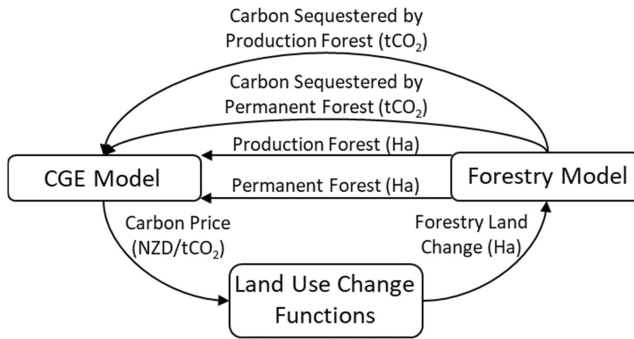 Carbon Sequestered by
Production Forest (tCO₂)
Carbon Sequestered by
Permanent Forest (tCO₂)
Production Forest (Ha)
CGE Model
Forestry Model
Permanent Forest (Ha)
Carbon Price
(NZD/tCO₂)
Forestry Land
Change (Ha)
Land Use Change
Functions